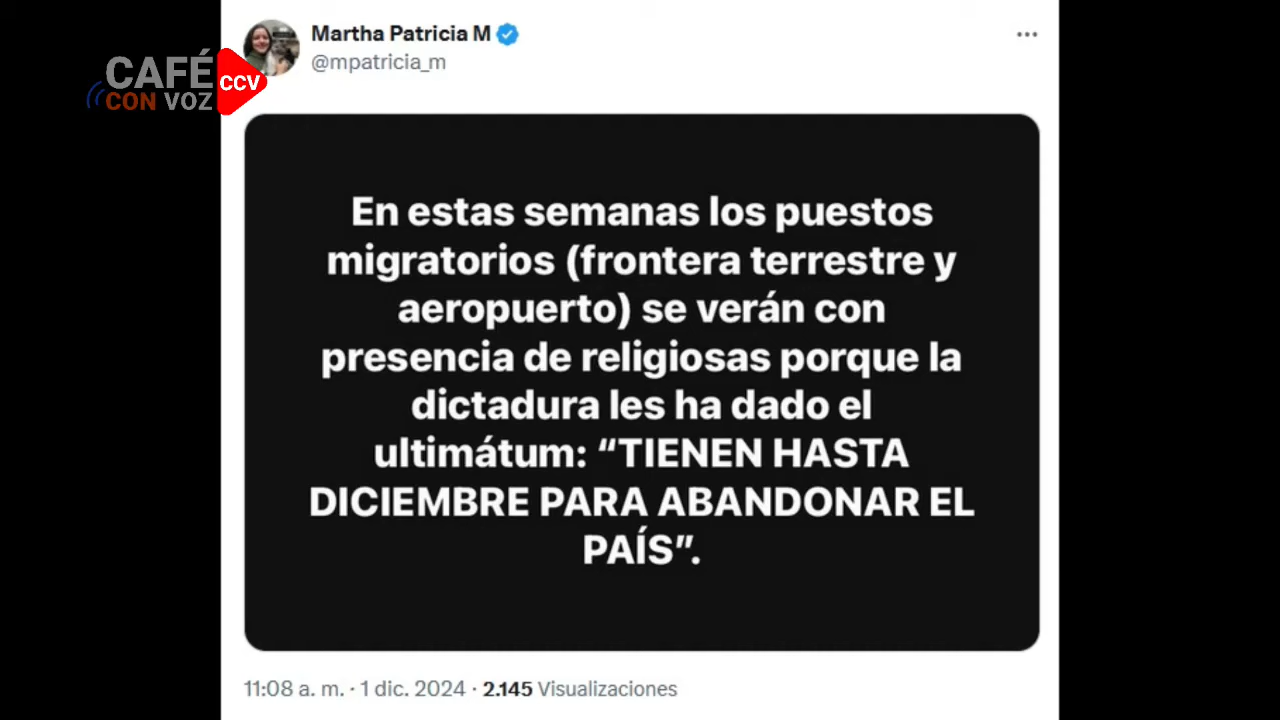 Martha Patricia M
@mpatricia_m
CAFÉ
CON VOZ
CCV
En estas semanas los puestos
migratorios (frontera terrestre y
aeropuerto) se verán con
presencia de religiosas porque la
dictadura les ha dado el
ultimátum: “TIENEN HASTA
DICIEMBRE PARA ABANDONAR EL
PAÍS”.
11:08 a. m. · 1 dic. 2024 · 2.145 Visualizaciones